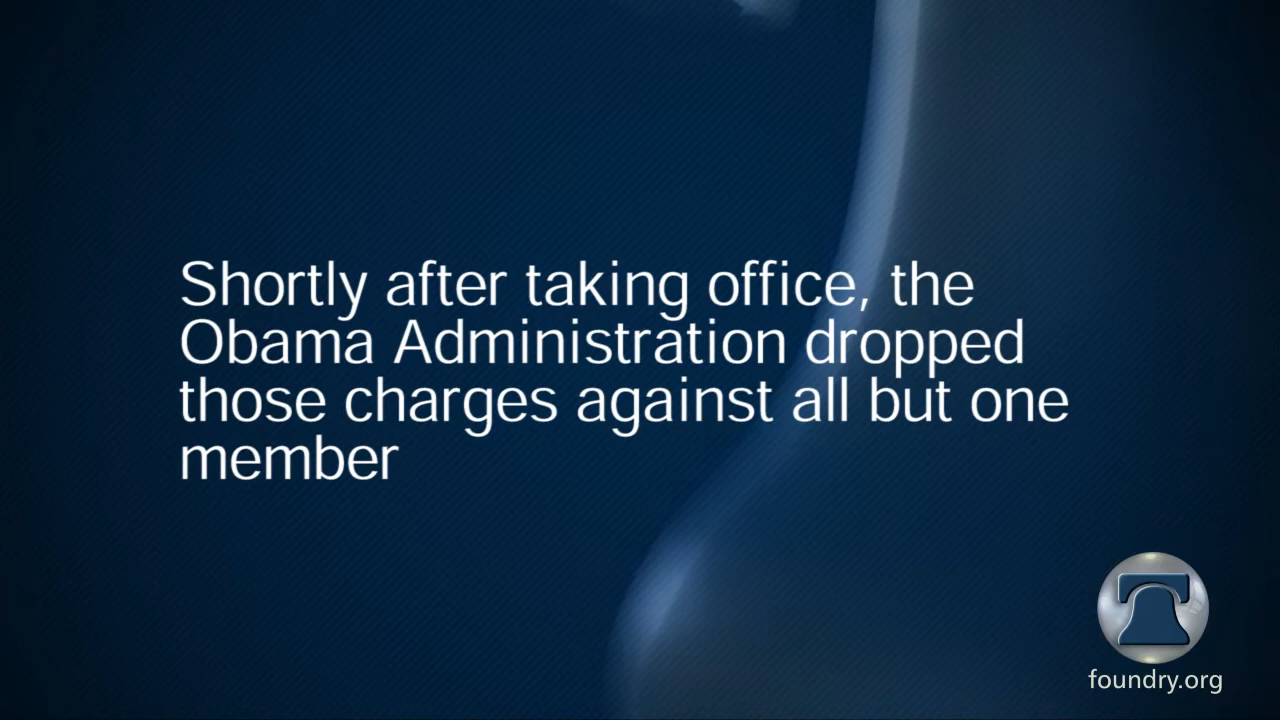 Shortly after taking office, the
Obama Administration dropped
those charges against all but one
member
foundry.org